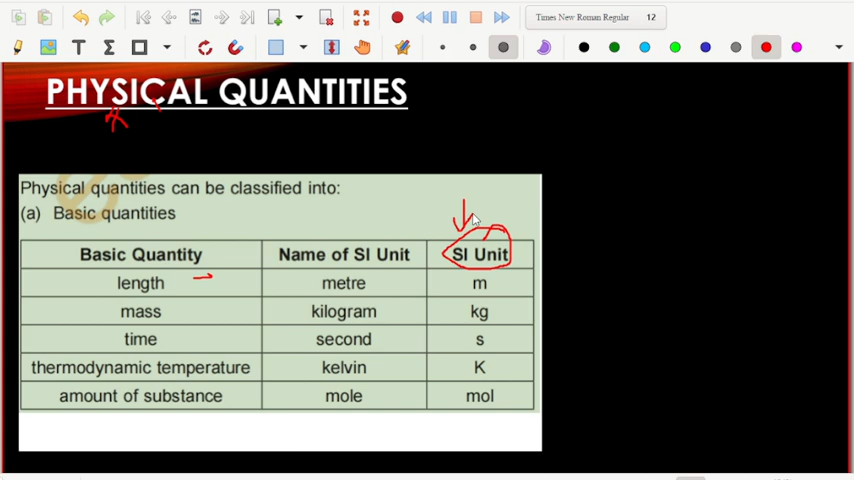 Times New Roman Regular 12
PHYSICAL QUANTITIES
Physical quantities can be classified into:
(a) Basic quantities
Basic Quantity Name of SI Unit SI Unit
length metre m
mass kilogram kg
time second s
thermodynamic temperature kelvin K
amount of substance mole mol